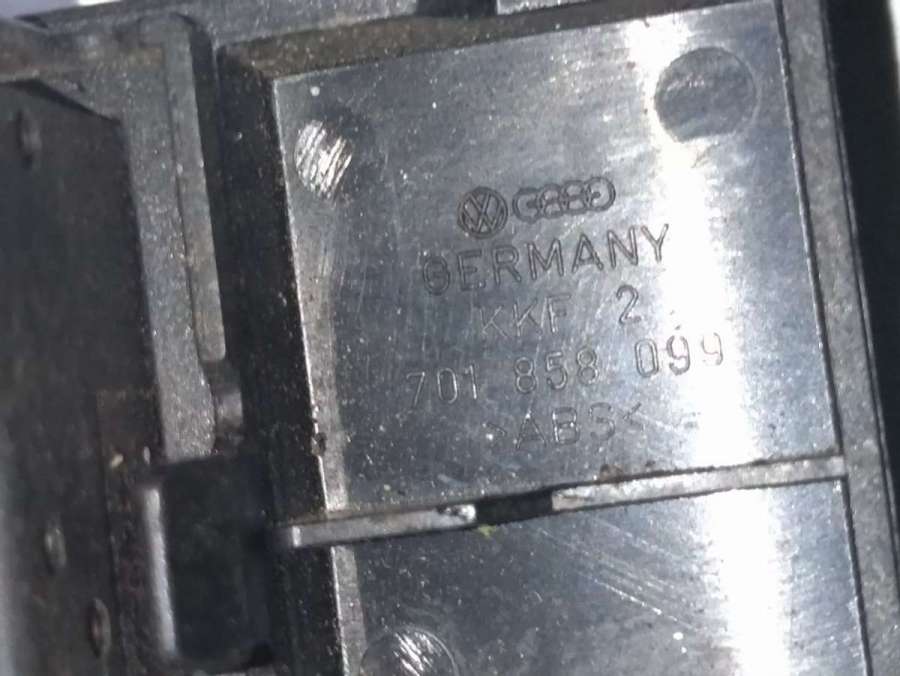 GERMANY
KKF 2
701 858 099
>ABS<